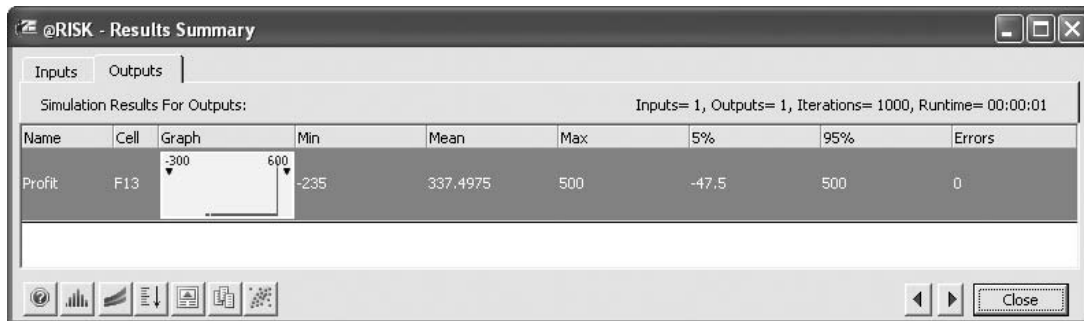 @RISK - Results Summary
Inputs Outputs
Simulation Results For Outputs: Inputs= 1, Outputs= 1, Iterations= 1000, Runtime= 00:00:01
Name Cell Graph Min Mean Max 5% 95% Errors
-300 600
Profit F13 -235 337.4975 500 -47.5 500 0
Close